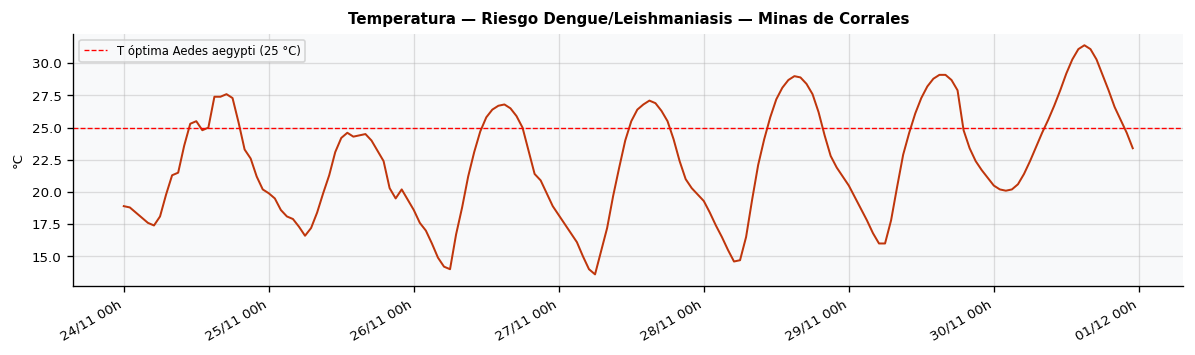 Temperatura — Riesgo Dengue/Leishmaniasis — Minas de Corrales
T óptima Aedes aegypti (25 °C)
°C
30.0
27.5
25.0
22.5
20.0
17.5
15.0
24/11 00h
25/11 00h
26/11 00h
27/11 00h
28/11 00h
29/11 00h
30/11 00h
01/12 00h